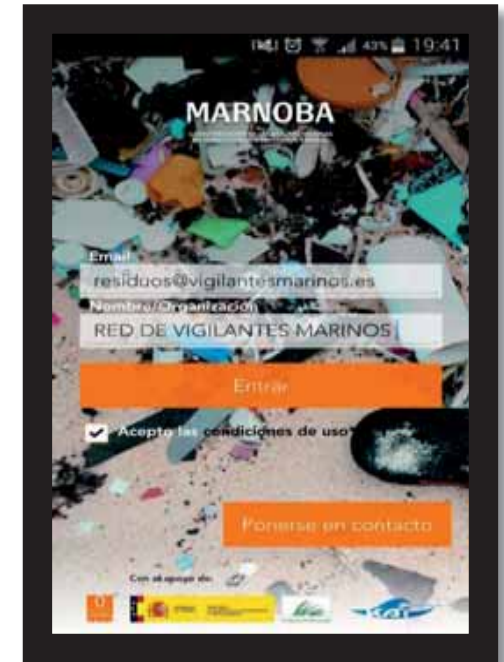 43% 19:41
MARNOBA
Email
residuos@vigilantesmarinos.es
Nombre/Organización
RED DE VIGILANTES MARINOS
Entrar
Acepto las condiciones de uso*
Ponerse en contacto
Con el apoyo de: